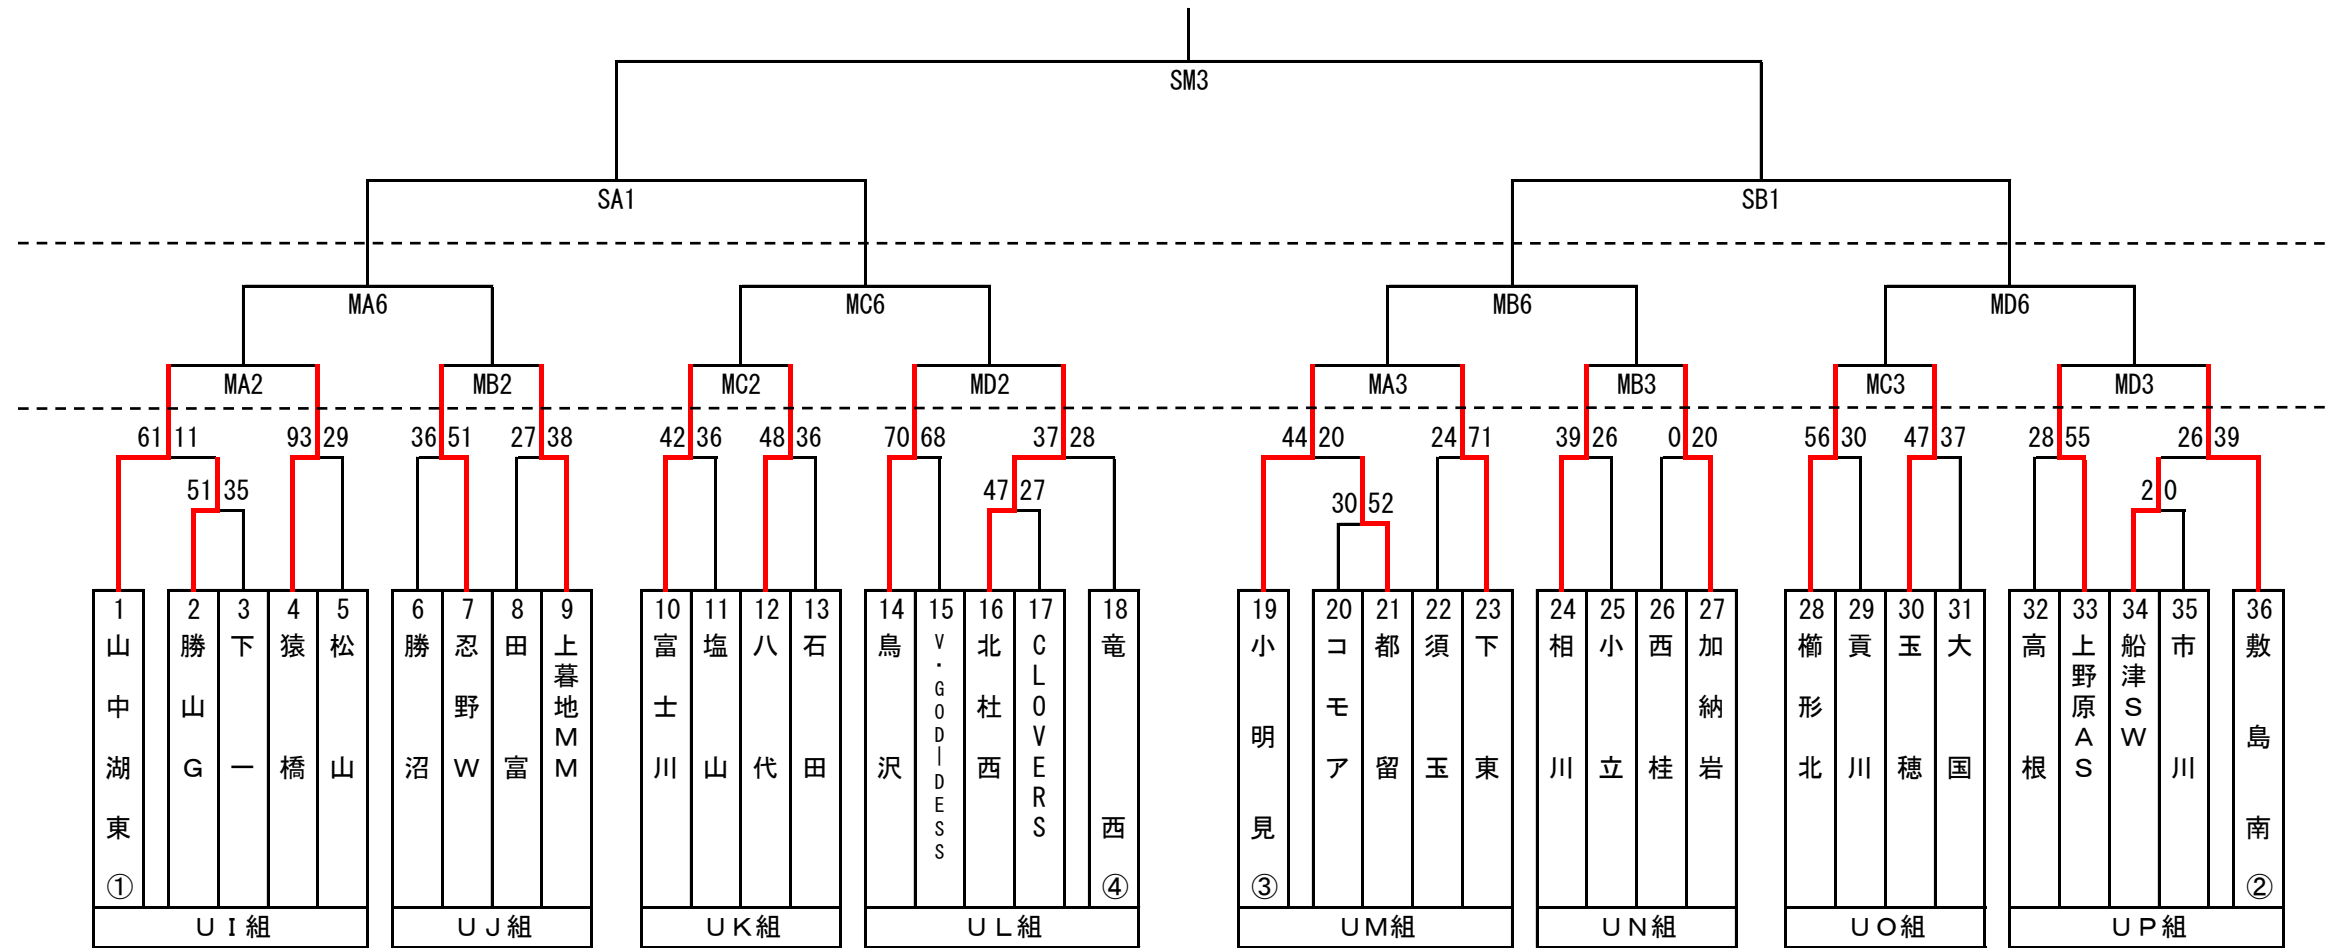 SM3
SA1 SB1
MA6 MC6 MB6 MD6
MA2 MB2 MC2 MD2 MA3 MB3 MC3 MD3
61 11 93 29 36 51 27 38 42 36 48 36 70 68 37 28 44 20 24 71 39 26 0 20 56 30 47 37 28 55 26 39
51 35 47 27 30 52 2 0
1 山中湖東 ①
2 勝山G
3 下一
4 猿橋
5 松山
6 勝沼
7 忍野W
8 田富
9 上暮地MM
10 富士川
11 塩山
12 八代
13 石田
14 鳥沢
15 V・GOD―DESS
16 北杜西
17 CLOVERS
18 竜西 ④
19 小明見 ③
20 コモア
21 都留
22 須玉
23 下東
24 相川
25 小立
26 西桂
27 加納岩
28 櫛形北
29 貢川
30 玉穂
31 大国
32 高根
33 上野原AS
34 船津SW
35 市川
36 敷島南 ②
UI組 UJ組 UK組 UL組 UM組 UN組 UO組 UP組